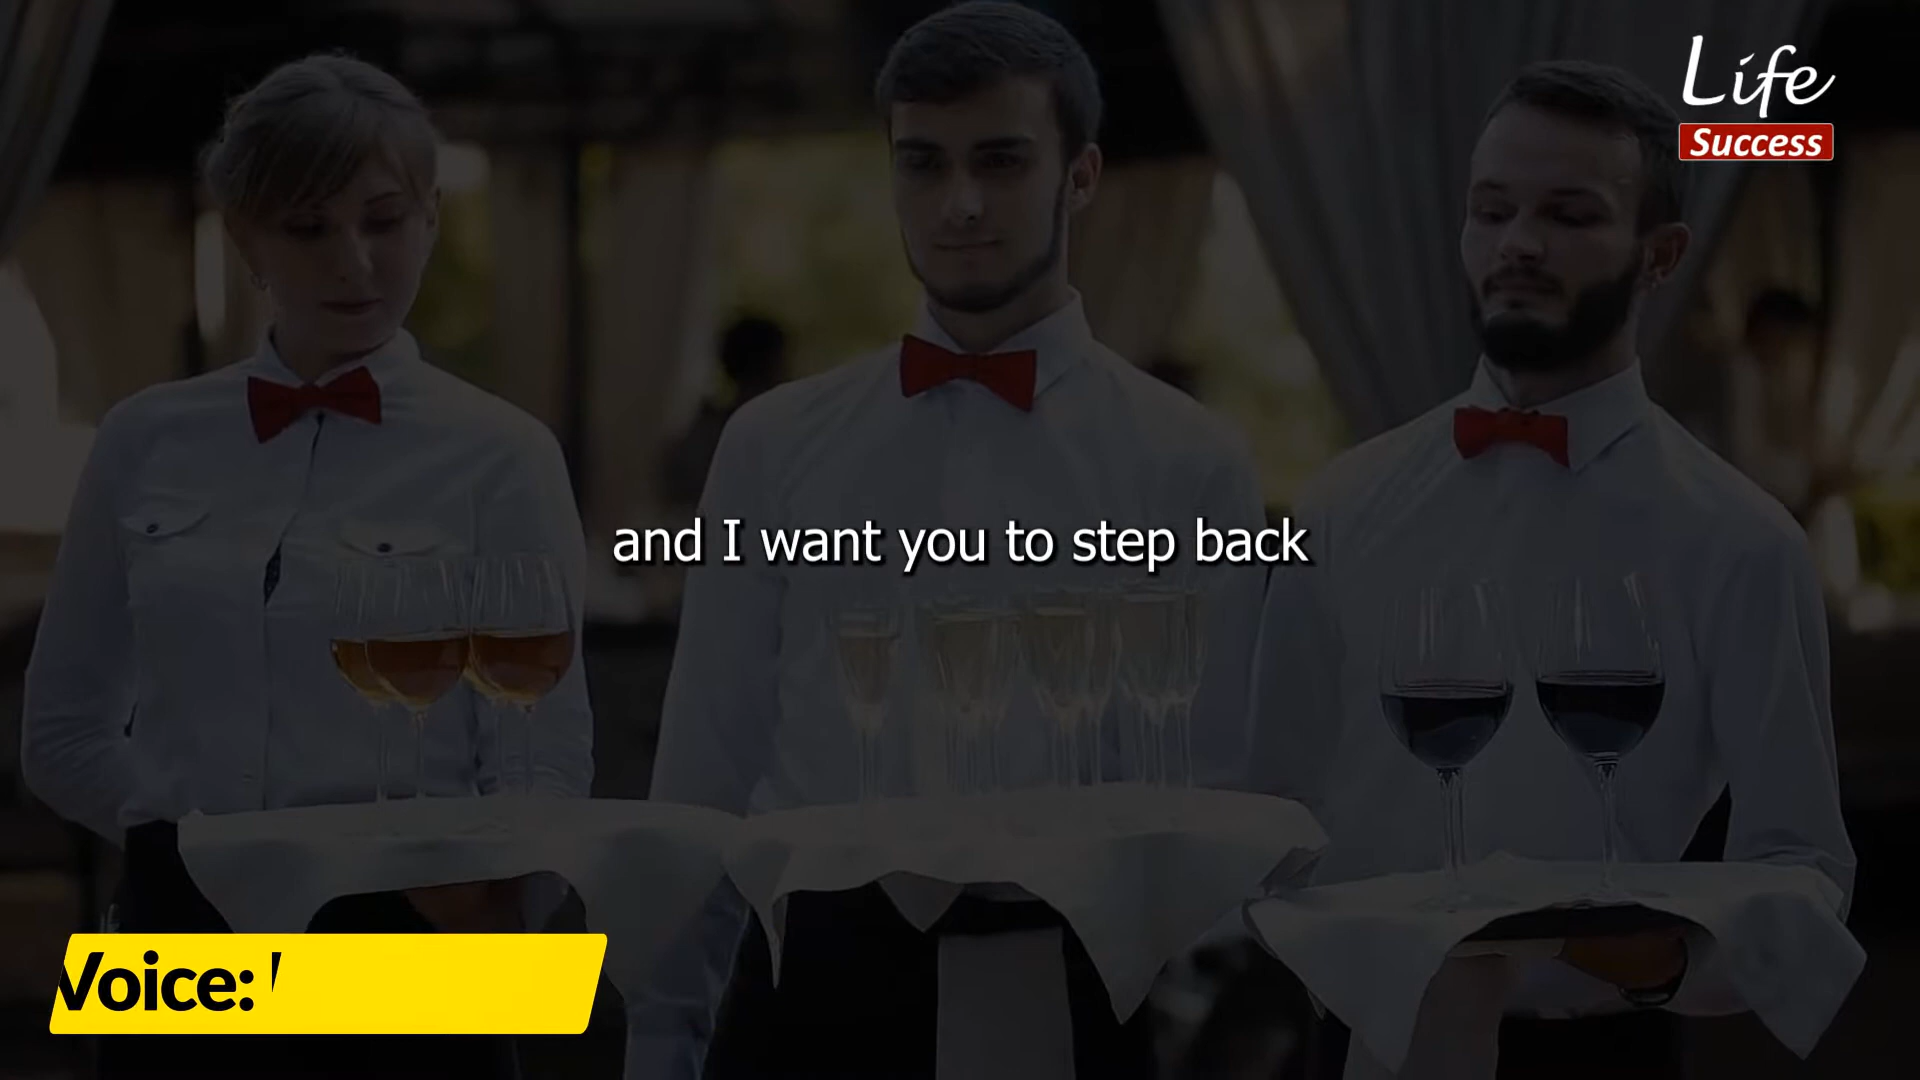 Life
Success
and I want you to step back
Voice: